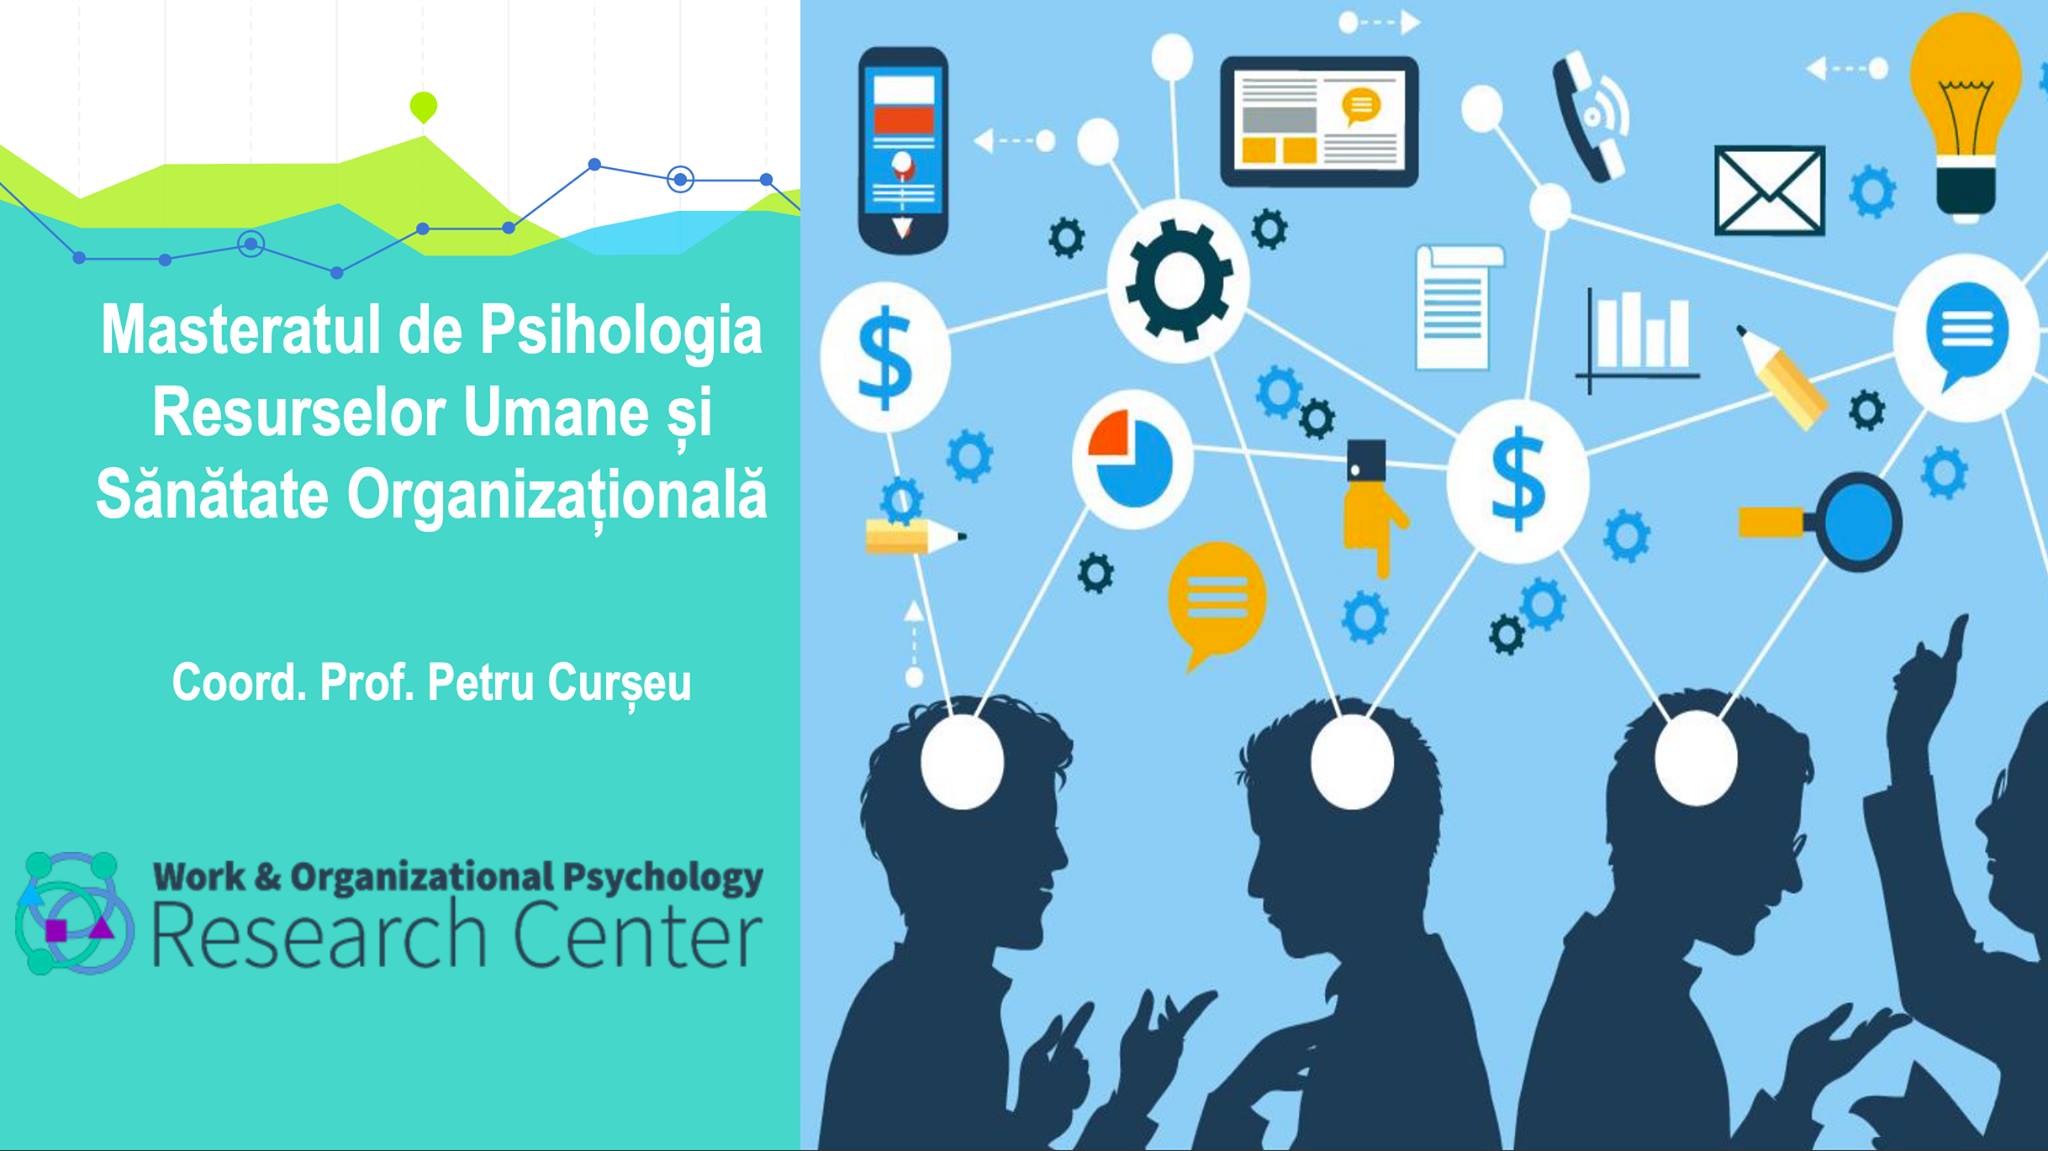 Masteratul de Psihologia
Resurselor Umane și
Sănătate Organizațională
Coord. Prof. Petru Curșeu
Work & Organizational Psychology
Research Center
$
$